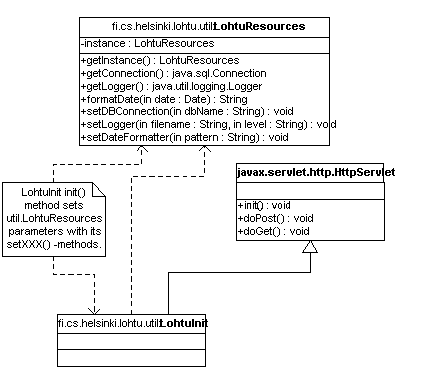 fi.cs.helsinki.lohtu.util.LohtuResources
-instance : LohtuResources
+getInstance() : LohtuResources
+getConnection() : java.sql.Connection
+getLogger() : java.util.logging.Logger
+formatDate(in date : Date) : String
+setDBConnection(in dbName : String) : void
+setLogger(in filename : String, in level : String) : void
+setDateFormatter(in pattern : String) : void
javax.servlet.http.HttpServlet
+init() : void
+doPost() : void
+doGet() : void
LohtuInit init()
method sets
util.LohtuResources
parameters with its
setXXX() -methods.
fi.cs.helsinki.lohtu.util.LohtuInit